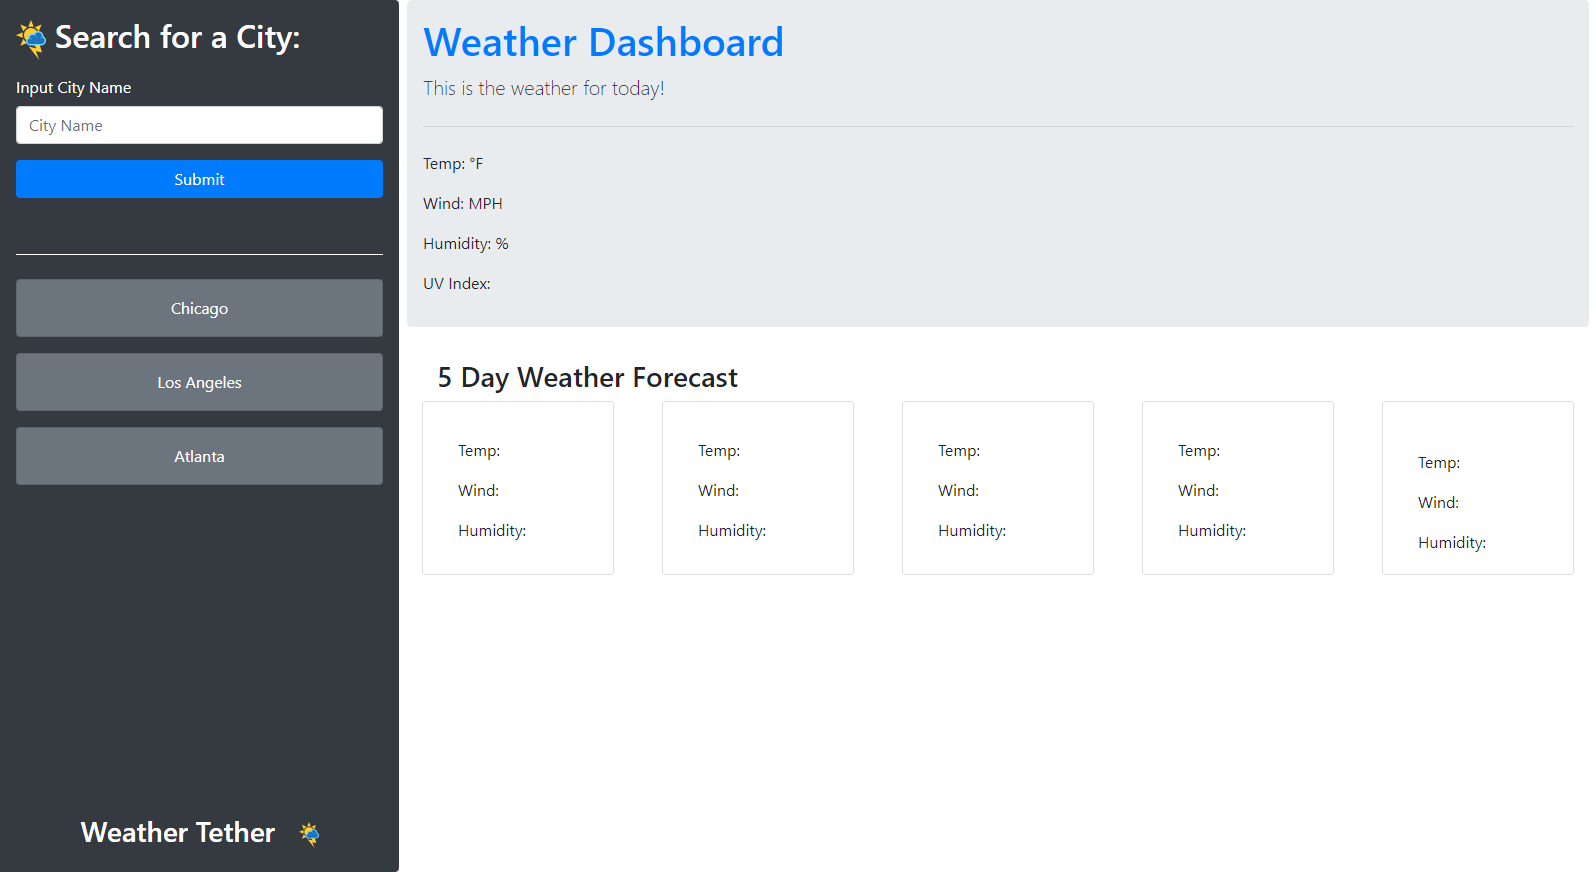 Search for a City:
Input City Name
City Name
Submit
Chicago
Los Angeles
Atlanta
Weather Tether
Weather Dashboard
This is the weather for today!
Temp: °F
Wind: MPH
Humidity: %
UV Index:
5 Day Weather Forecast
Temp:
Wind:
Humidity:
Temp:
Wind:
Humidity:
Temp:
Wind:
Humidity:
Temp:
Wind:
Humidity:
Temp:
Wind:
Humidity: